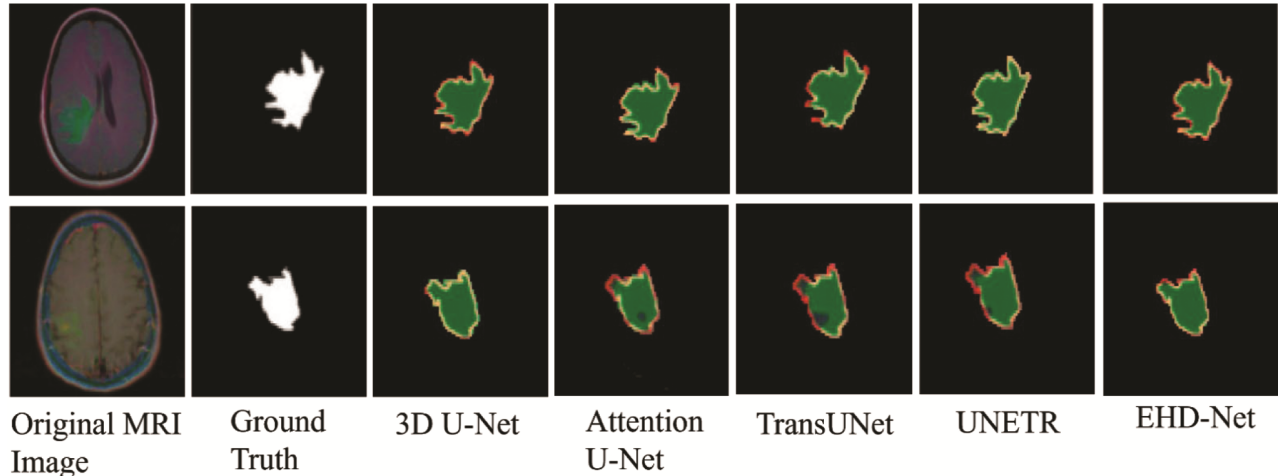 Original MRI Image
Ground Truth
3D U-Net
Attention U-Net
TransUNet
UNETR
EHD-Net